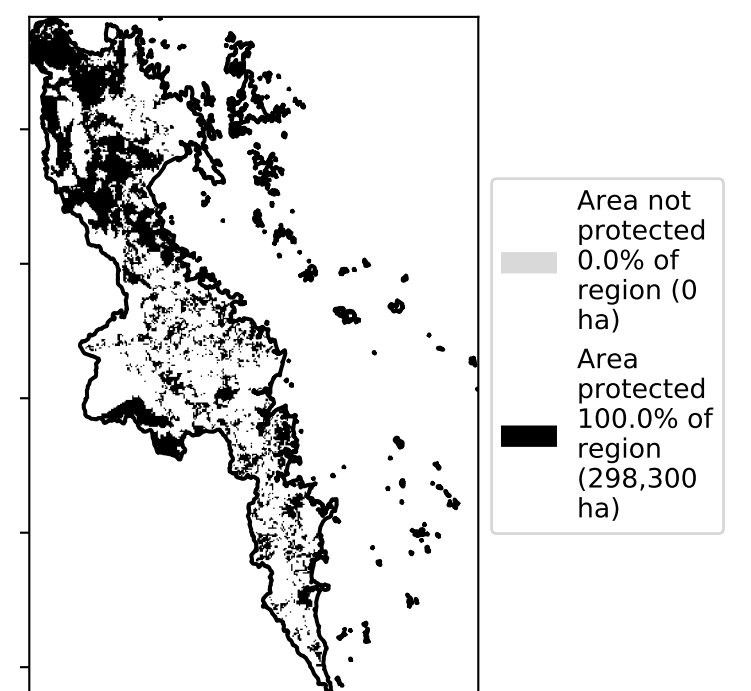 Area not
protected
0.0% of
region (0
ha)
Area
protected
100.0% of
region
(298,300
ha)